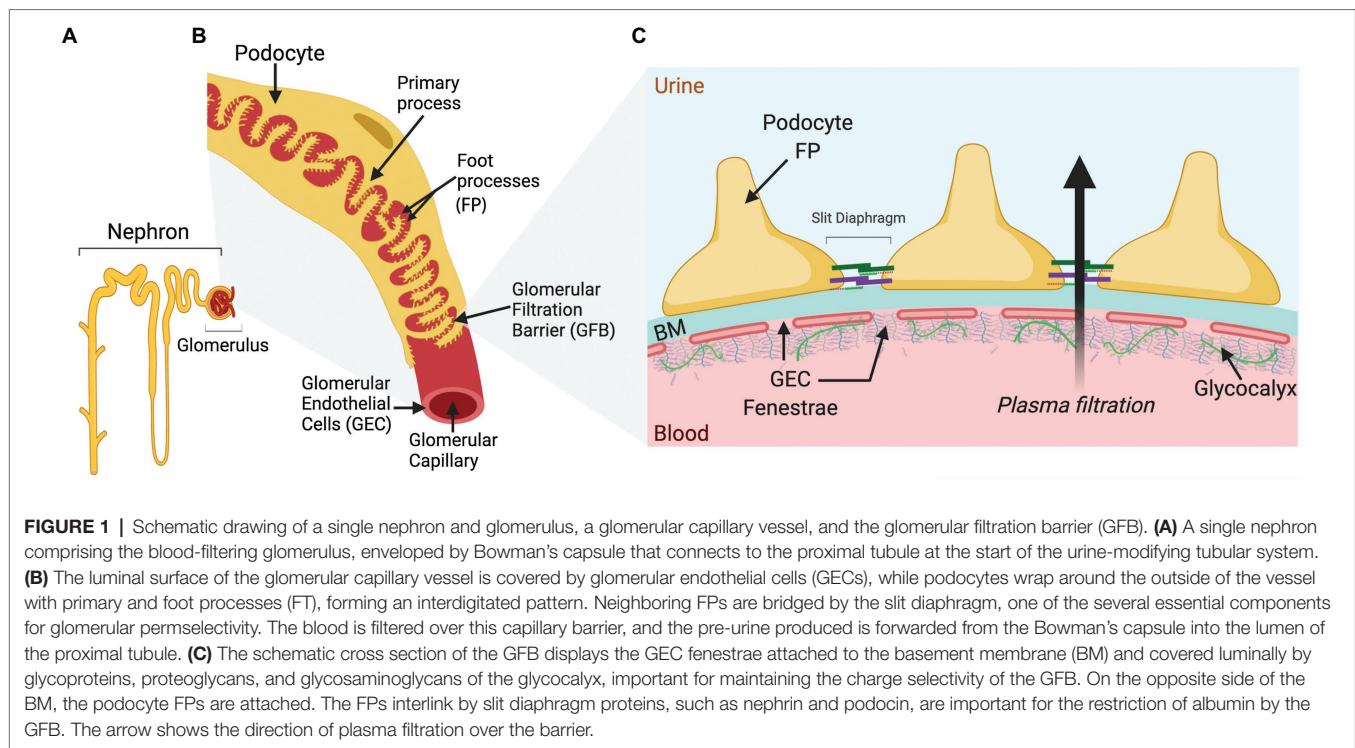 A
B
C
Podocyte
Primary
process
Foot
processes
(FP)
Nephron
Glomerulus
Glomerular
Filtration
Barrier (GFB)
Glomerular
Endothelial
Cells (GEC)
Glomerular
Capillary
Urine
Podocyte
FP
Slit Diaphragm
BM
GEC
Fenestrae
Plasma filtration
Glycocalyx
Blood
FIGURE 1 | Schematic drawing of a single nephron and glomerulus, a glomerular capillary vessel, and the glomerular filtration barrier (GFB). (A) A single nephron
comprising the blood-filtering glomerulus, enveloped by Bowman's capsule that connects to the proximal tubule at the start of the urine-modifying tubular system.
(B) The luminal surface of the glomerular capillary vessel is covered by glomerular endothelial cells (GECs), while podocytes wrap around the outside of the vessel
with primary and foot processes (FT), forming an interdigitated pattern. Neighboring FPs are bridged by the slit diaphragm, one of the several essential components
for glomerular permselectivity. The blood is filtered over this capillary barrier, and the pre-urine produced is forwarded from the Bowman's capsule into the lumen of
the proximal tubule. (C) The schematic cross section of the GFB displays the GEC fenestrae attached to the basement membrane (BM) and covered luminally by
glycoproteins, proteoglycans, and glycosaminoglycans of the glycocalyx, important for maintaining the charge selectivity of the GFB. On the opposite side of the
BM, the podocyte FPs are attached. The FPs interlink by slit diaphragm proteins, such as nephrin and podocin, are important for the restriction of albumin by the
GFB. The arrow shows the direction of plasma filtration over the barrier.